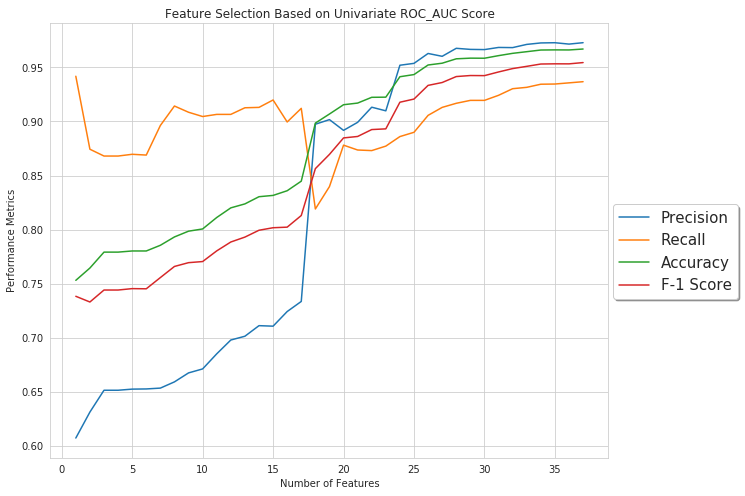 Feature Selection Based on Univariate ROC_AUC Score
Performance Metrics
0.95
0.90
0.85
0.80
0.75
0.70
0.65
0.60
0 5 10 15 20 25 30 35
Number of Features
Precision
Recall
Accuracy
F-1 Score